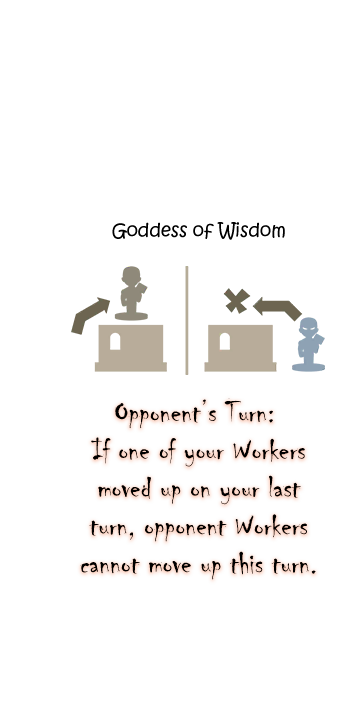 Goddess of Wisdom
Opponent's Turn:
If one of your Workers
moved up on your last
turn, opponent Workers
cannot move up this turn.